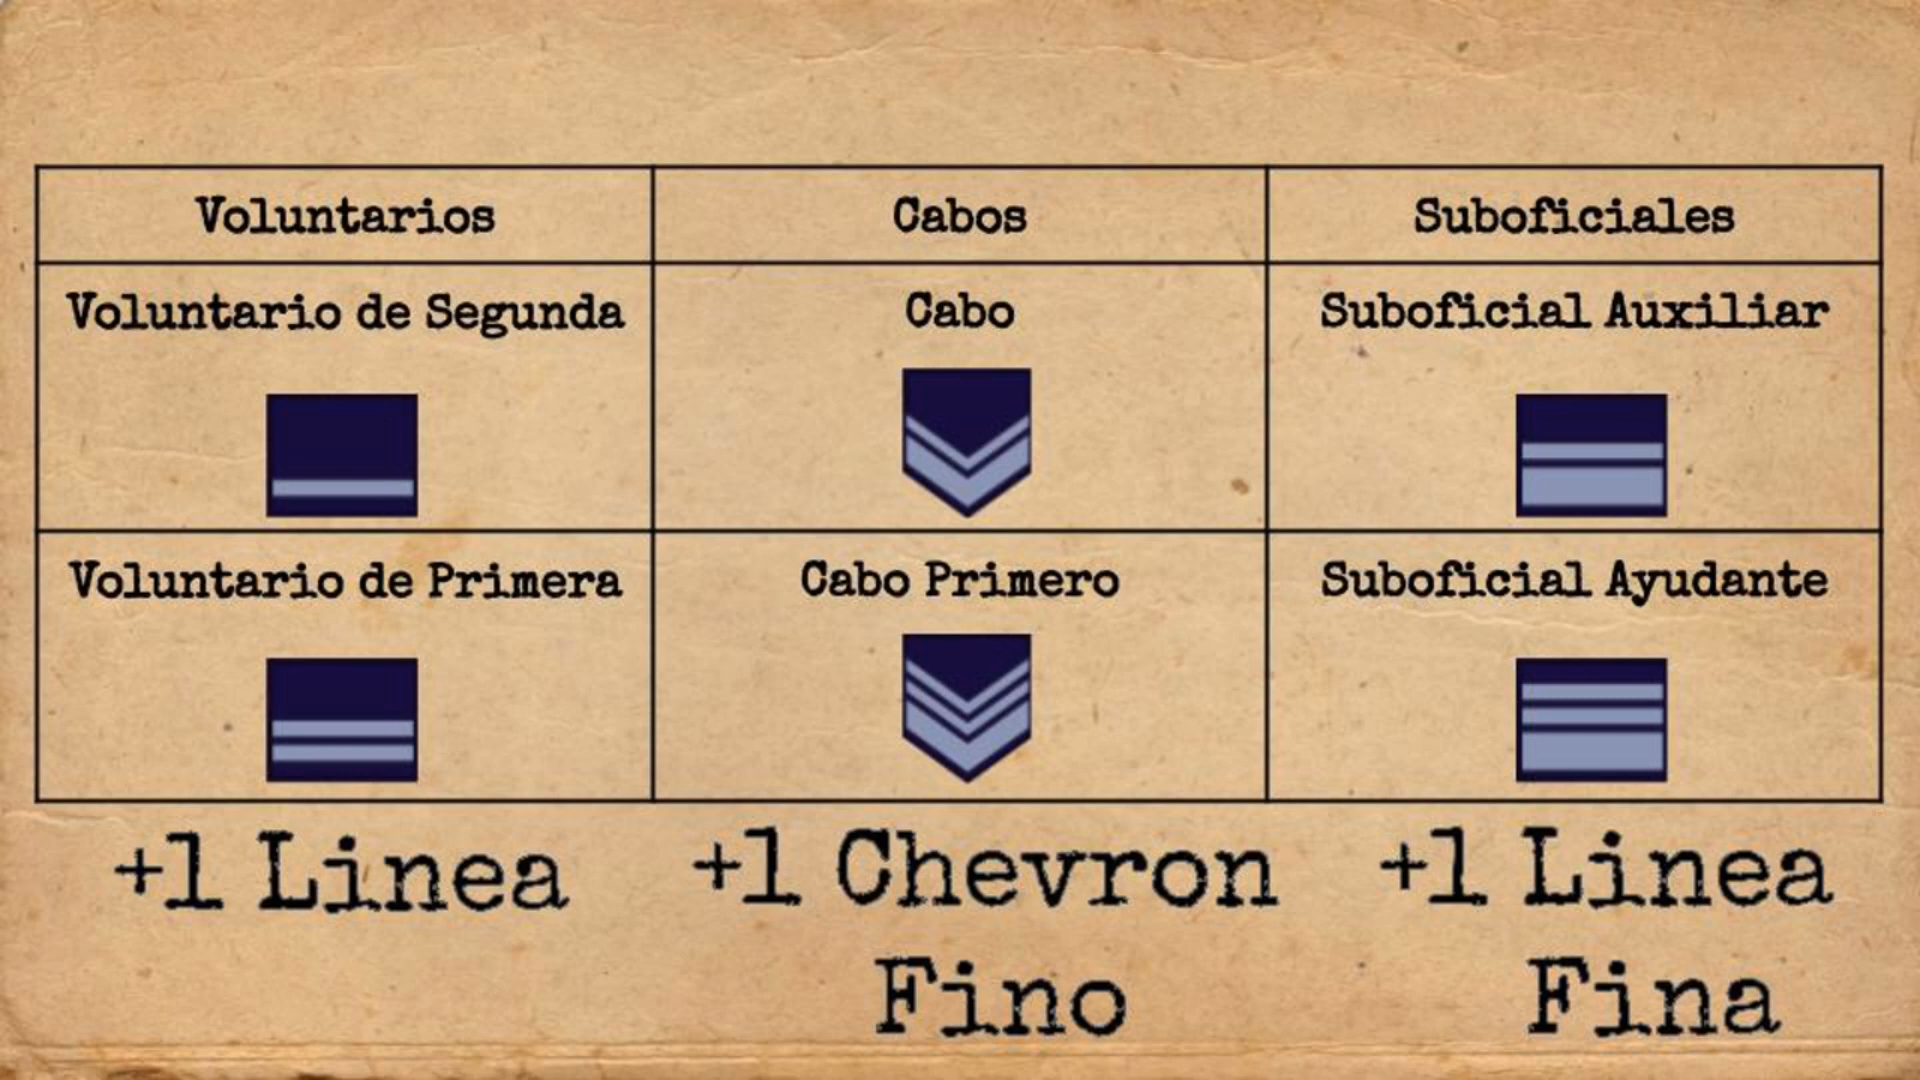 Voluntarios
Cabos
Suboficiales
Voluntario de Segunda
Cabo
Suboficial Auxiliar
Voluntario de Primera
Cabo Primero
Suboficial Ayudante
+1 Linea
+1 Chevron
Fino
+1 Linea
Fina